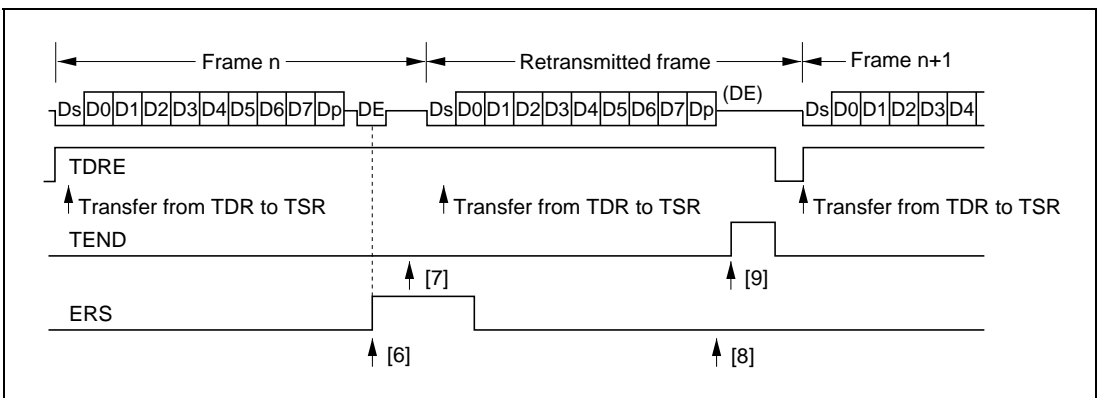 Frame n Retransmitted frame Frame n+1
(DE)
Ds D0 D1 D2 D3 D4 D5 D6 D7 Dp DE Ds D0 D1 D2 D3 D4 D5 D6 D7 Dp Ds D0 D1 D2 D3 D4
TDRE
Transfer from TDR to TSR Transfer from TDR to TSR Transfer from TDR to TSR
TEND
[7] [9]
ERS
[6] [8]